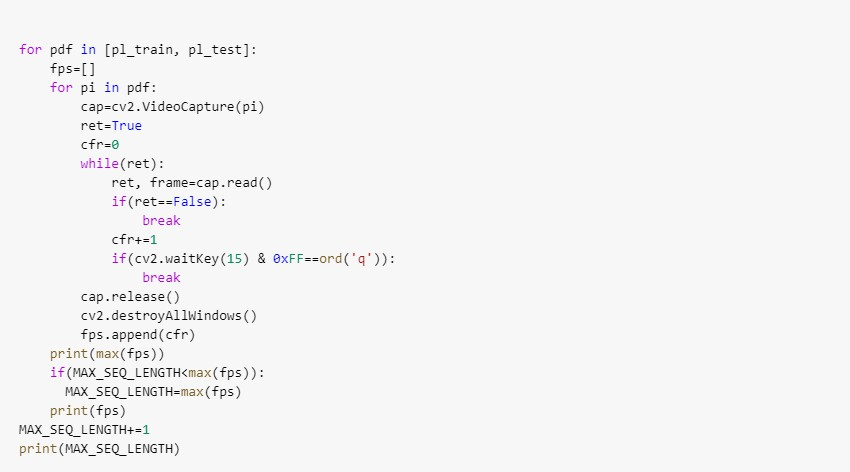 for pdf in [pl_train, pl_test]:
    fps=[]
    for pi in pdf:
        cap=cv2.VideoCapture(pi)
        ret=True
        cfr=0
        while(ret):
            ret, frame=cap.read()
            if(ret==False):
                break
            cfr+=1
            if(cv2.waitKey(15) & 0xFF==ord('q')):
                break
        cap.release()
        cv2.destroyAllWindows()
        fps.append(cfr)
    print(max(fps))
    if(MAX_SEQ_LENGTH<max(fps)):
      MAX_SEQ_LENGTH=max(fps)
    print(fps)
MAX_SEQ_LENGTH+=1
print(MAX_SEQ_LENGTH)